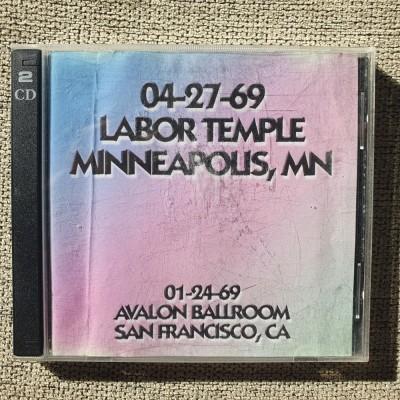 2
CD
04-27-69
LABOR TEMPLE
MINNEAPOLIS, MN
01-24-69
AVALON BALLROOM
SAN FRANCISCO, CA